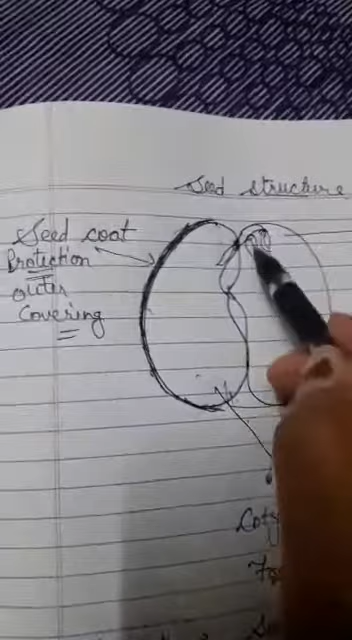 Seed structure
Seed coat
Protection
outer
Covering